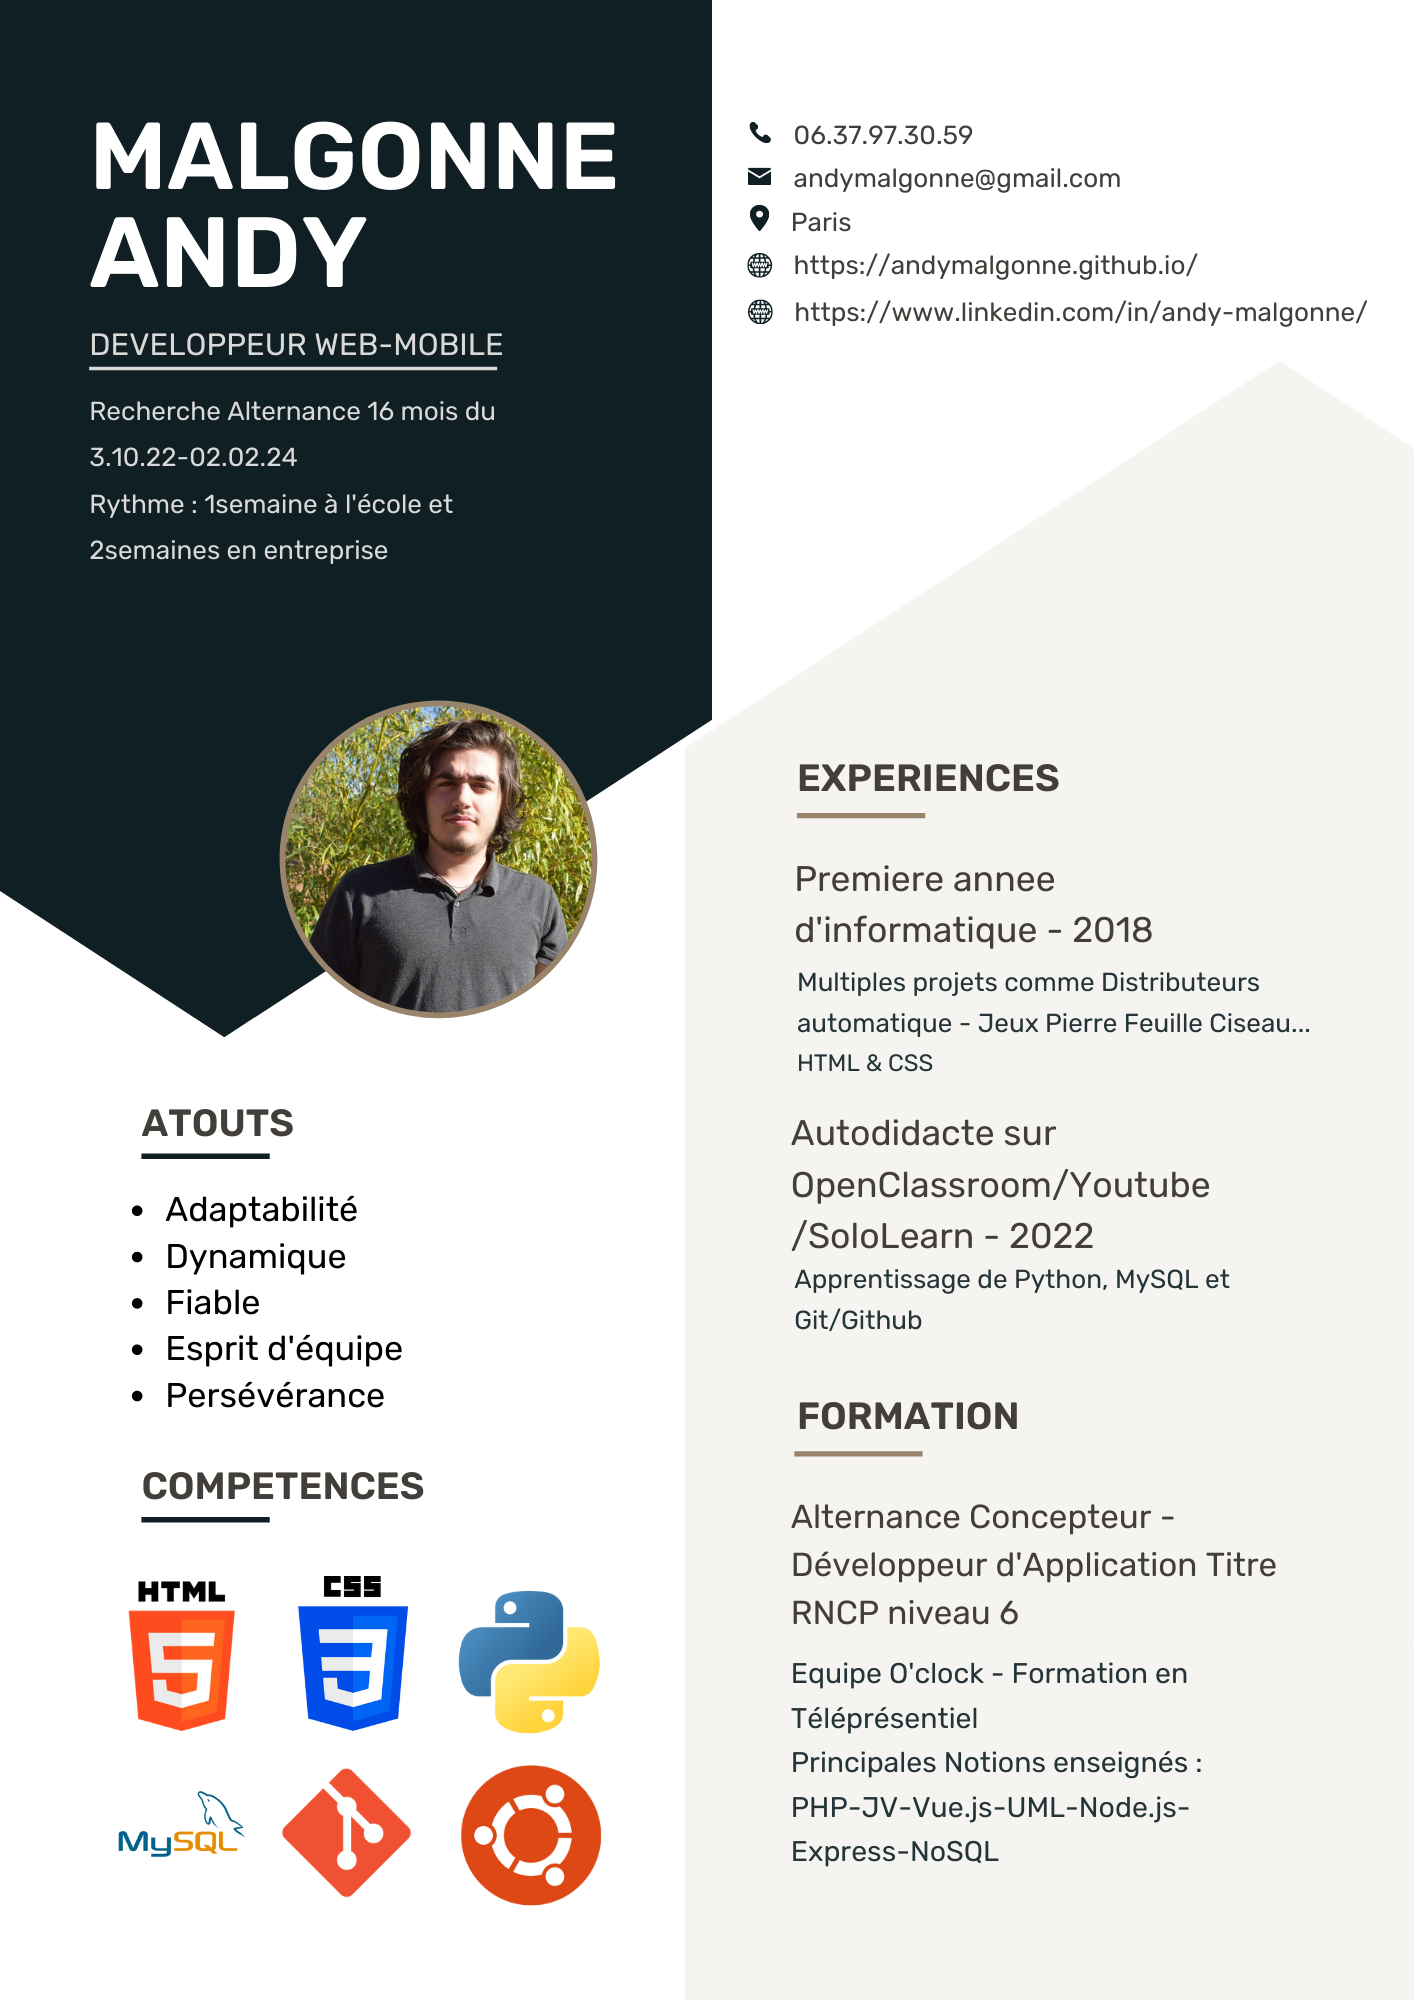 MALGONNE
ANDY
DEVELOPPEUR WEB-MOBILE
Recherche Alternance 16 mois du
3.10.22-02.02.24
Rythme : 1semaine à l'école et
2semaines en entreprise
06.37.97.30.59
andymalgonne@gmail.com
Paris
https://andymalgonne.github.io/
https://www.linkedin.com/in/andy-malgonne/
ATOUTS
Adaptabilité
Dynamique
Fiable
Esprit d'équipe
Persévérance
COMPETENCES
HTML
5
CSS
3
MySQL
EXPERIENCES
Premiere annee
d'informatique - 2018
Multiples projets comme Distributeurs
automatique - Jeux Pierre Feuille Ciseau...
HTML & CSS
Autodidacte sur
OpenClassroom/Youtube
/SoloLearn - 2022
Apprentissage de Python, MySQL et
Git/Github
FORMATION
Alternance Concepteur -
Développeur d'Application Titre
RNCP niveau 6
Equipe O'clock - Formation en
Téléprésentiel
Principales Notions enseignés :
PHP-JV-Vue.js-UML-Node.js-
Express-NoSQL